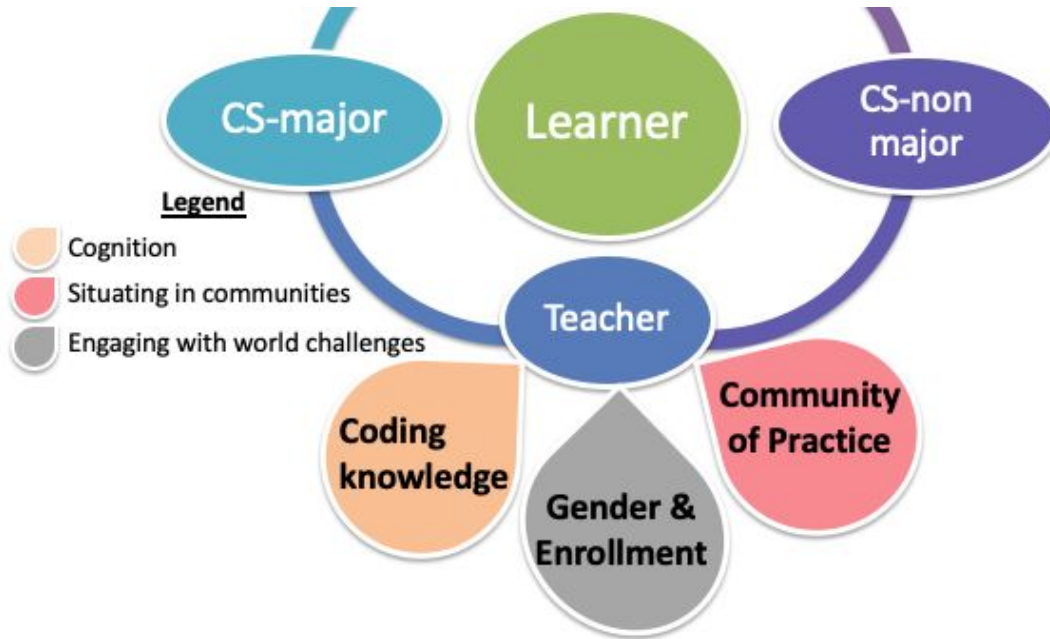 CS-major
Learner
CS-non
major
Legend
Cognition
Situating in communities
Engaging with world challenges
Teacher
Coding
knowledge
Gender &
Enrollment
Community
of Practice